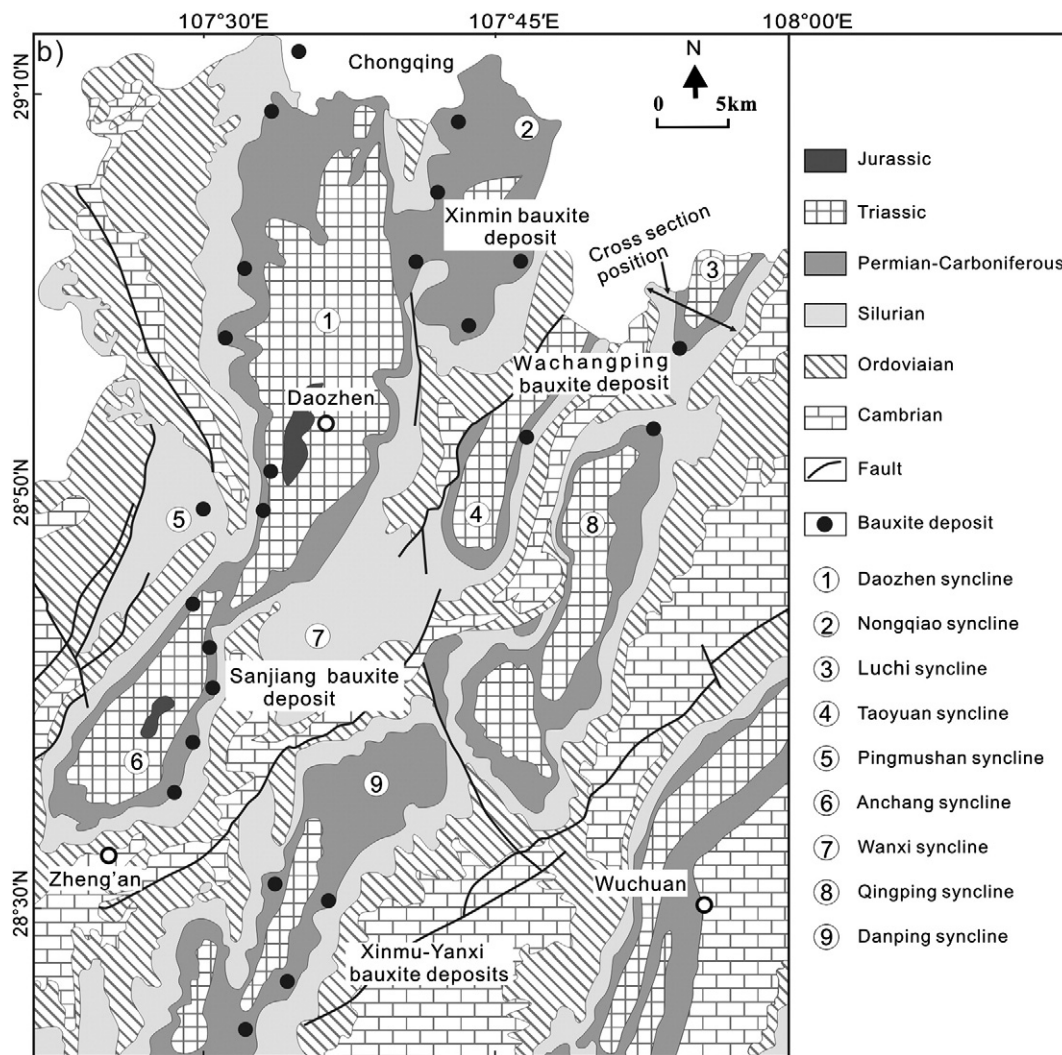 107°30'E 107°45'E 108°00'E
b)
29°10'N
28°50'N
28°30'N
Chongqing
N
0 5km
2
Xinmin bauxite
deposit
Cross section
position
3
1
Wachangping
bauxite deposit
Daozhen
5
4
8
7
Sanjiang bauxite
deposit
6
9
Zheng'an
Wuchuan
Xinmu-Yanxi
bauxite deposits
Jurassic
Triassic
Permian-Carboniferous
Silurian
Ordoviaian
Cambrian
Fault
Bauxite deposit
1 Daozhen syncline
2 Nongqiao syncline
3 Luchi syncline
4 Taoyuan syncline
5 Pingmushan syncline
6 Anchang syncline
7 Wanxi syncline
8 Qingping syncline
9 Danping syncline